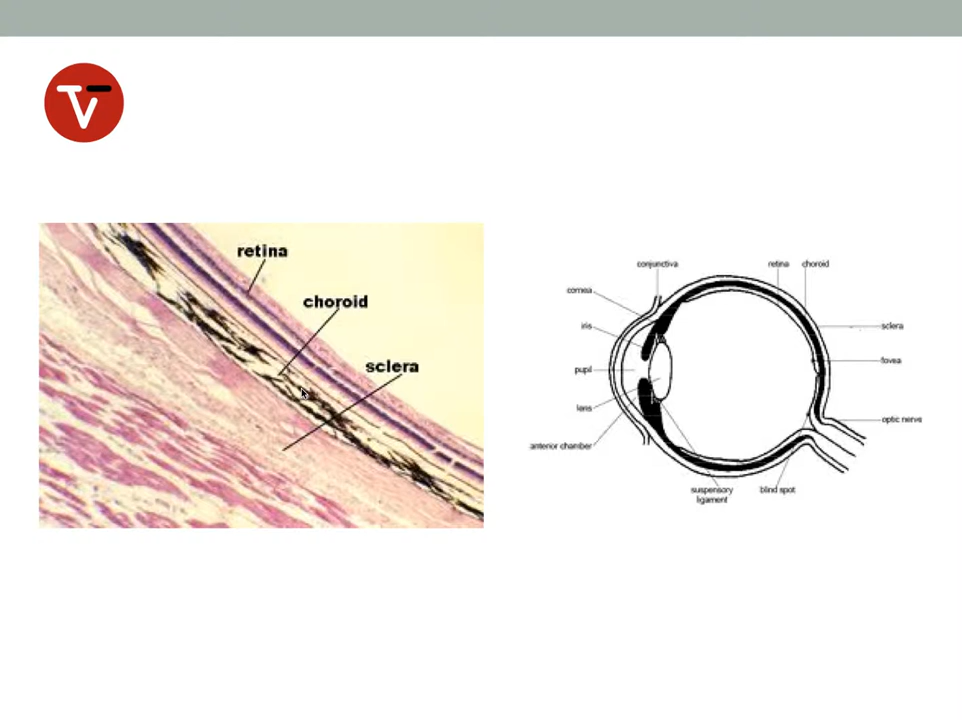 retina
choroid
sclera
conjunctiva
retina
choroid
cornea
iris
sclera
fovea
pupil
lens
optic nerve
anterior chamber
suspensory
ligament
blind spot